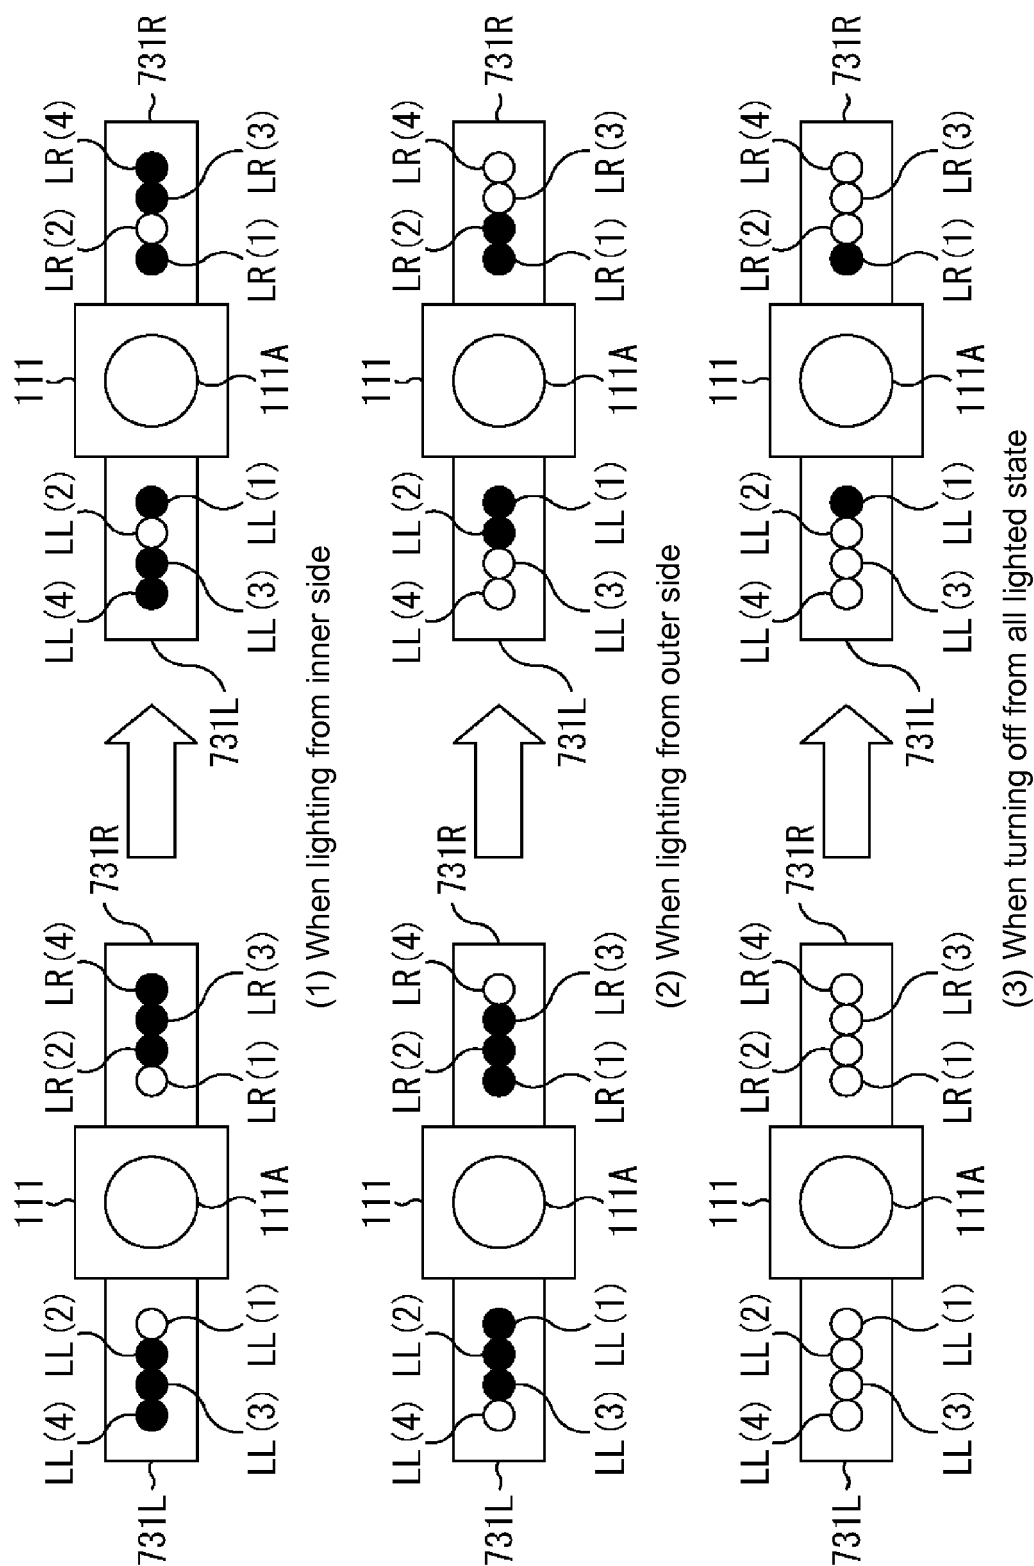 LL(4) LL(2) 111 LR(2) LR(4) LL(4) LL(2) 111 LR(2) LR(4)
731L 731R 731R
LL(3) LL(1) 111A LR(1) LR(3) 731L LL(3) LL(1) 111A LR(1) LR(3)
(1) When lighting from inner side
LL(4) LL(2) 111 LR(2) LR(4) LL(4) LL(2) 111 LR(2) LR(4)
731L 731R 731R
LL(3) LL(1) 111A LR(1) LR(3) 731L LL(3) LL(1) 111A LR(1) LR(3)
(2) When lighting from outer side
LL(4) LL(2) 111 LR(2) LR(4) LL(4) LL(2) 111 LR(2) LR(4)
731L 731R 731R
LL(3) LL(1) 111A LR(1) LR(3) 731L LL(3) LL(1) 111A LR(1) LR(3)
(3) When turning off from all lighted state